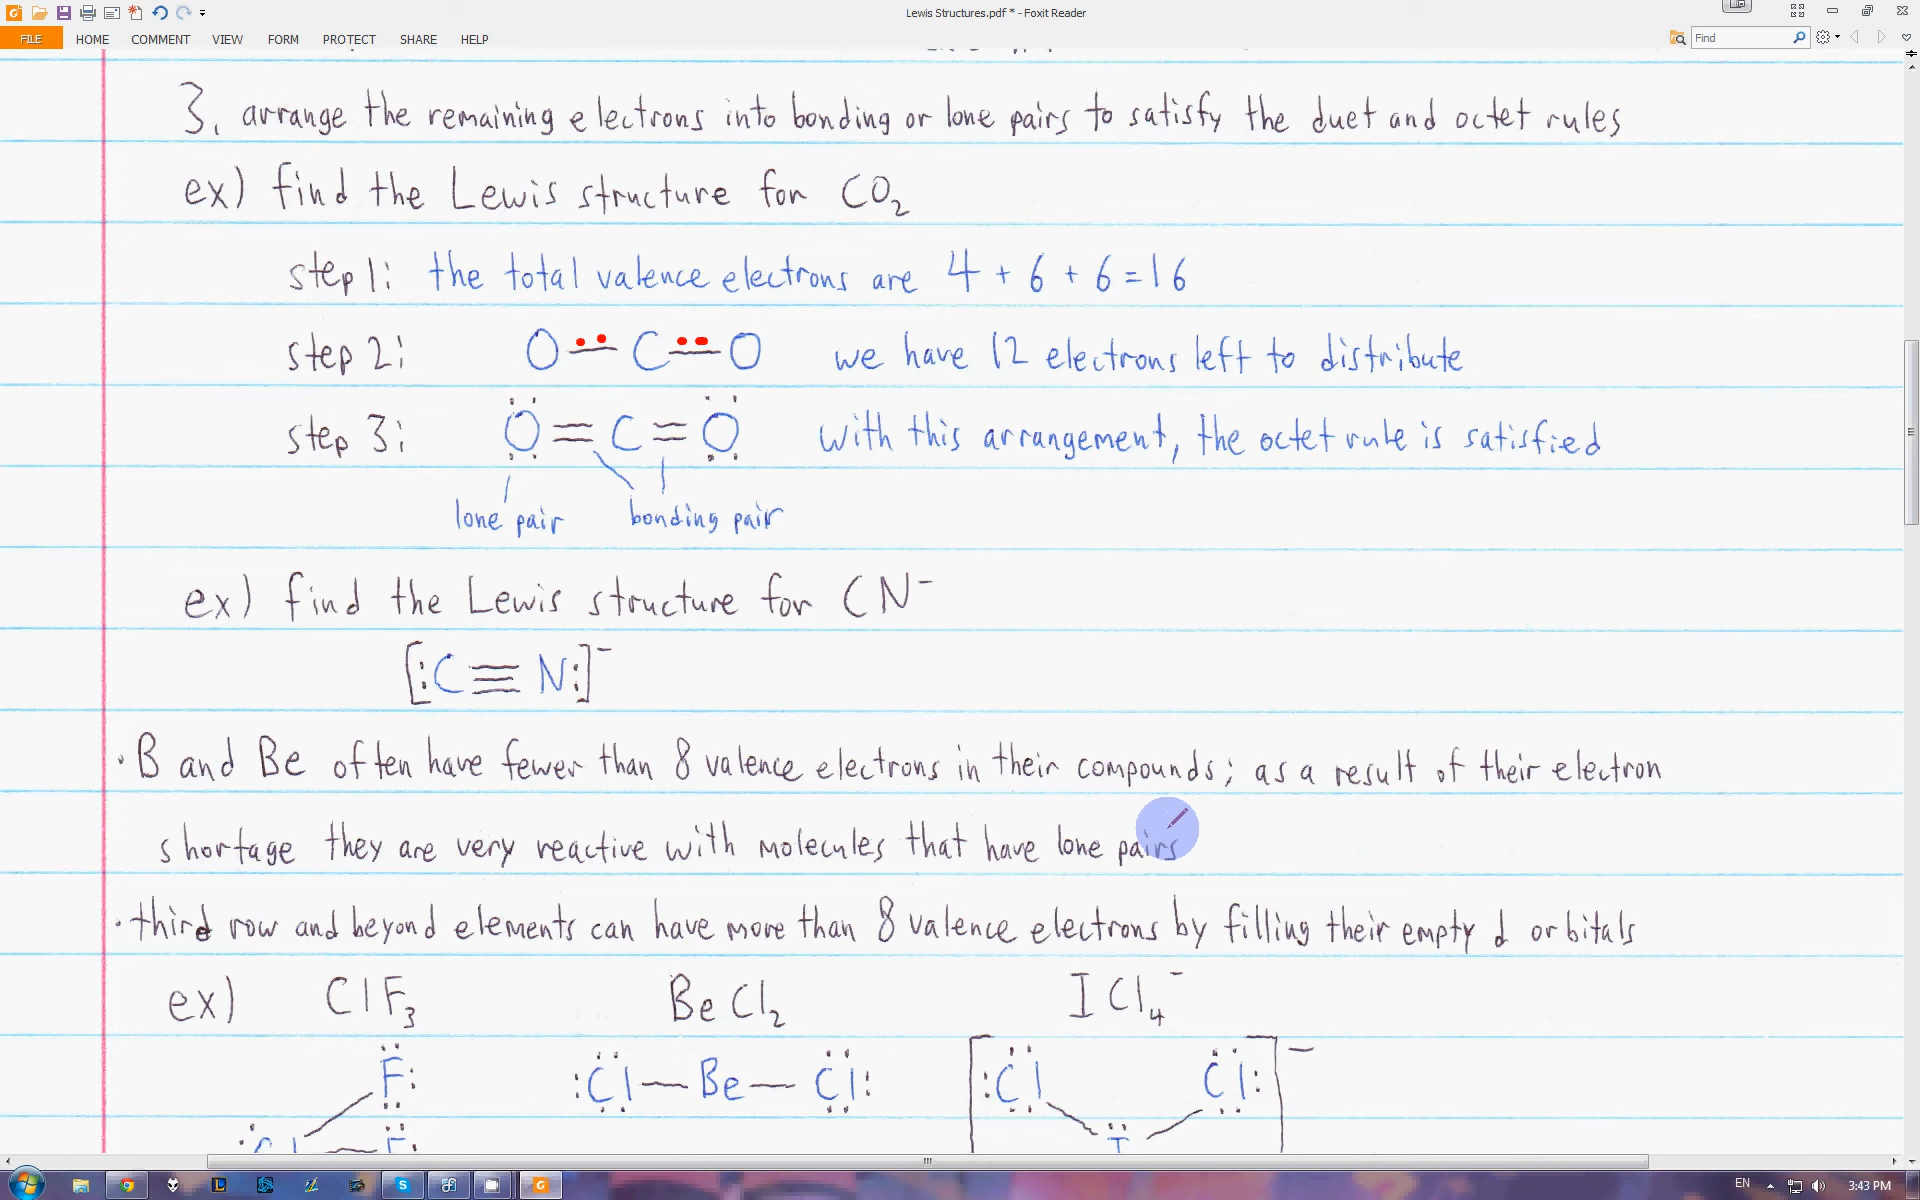 Lewis Structures.pdf * - Foxit Reader
FILE HOME COMMENT VIEW FORM PROTECT SHARE HELP
Find
3. arrange the remaining electrons into bonding or lone pairs to satisfy the duet and octet rules
ex) find the Lewis structure for CO₂
step 1: the total valence electrons are 4 + 6 + 6 = 16
step 2: O — C — O we have 12 electrons left to distribute
step 3: O = C = O with this arrangement, the octet rule is satisfied
lone pair bonding pair
ex) find the Lewis structure for CN⁻
[:C ≡ N:]⁻
· B and Be often have fewer than 8 valence electrons in their compounds; as a result of their electron
shortage they are very reactive with molecules that have lone pairs
· third row and beyond elements can have more than 8 valence electrons by filling their empty d orbitals
ex) ClF₃ BeCl₂ ICl₄⁻
F: :Cl — Be — Cl: :Cl Cl: –
Cl F: I
EN 3:43 PM